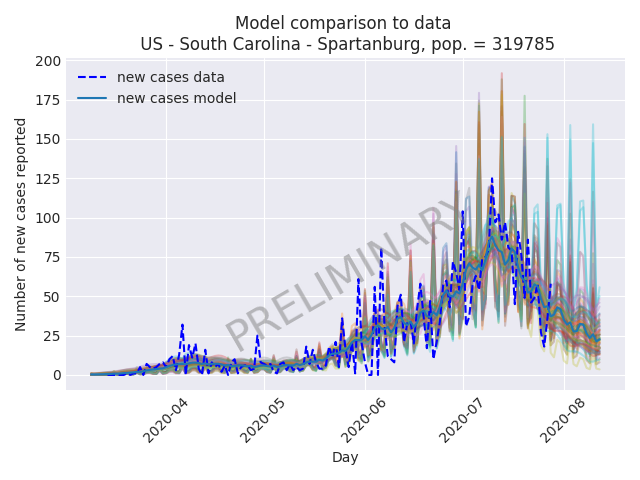 Model comparison to data
US - South Carolina - Spartanburg, pop. = 319785
Number of new cases reported
200
175
150
125
100
75
50
25
0
new cases data
new cases model
PRELIMINARY
2020-04
2020-05
2020-06
2020-07
2020-08
Day